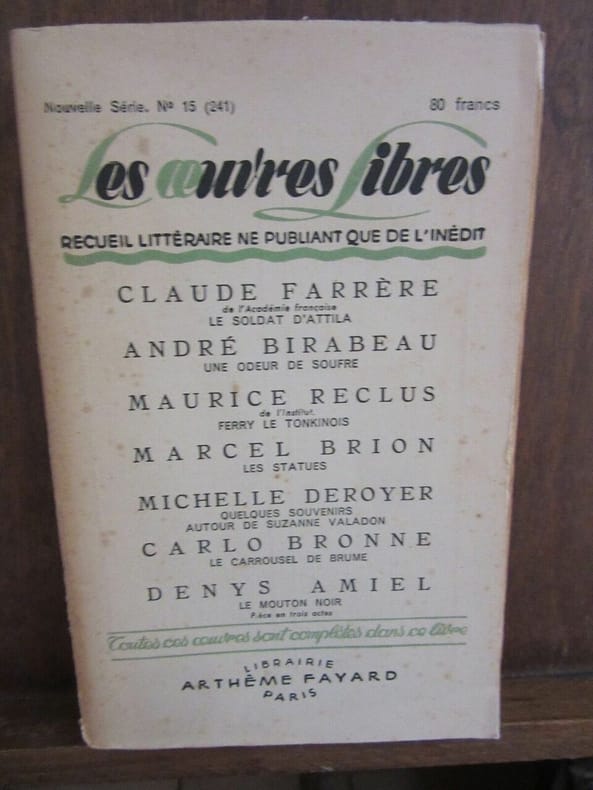 Nouvelle Série. Nº 15 (241)
80 francs
Les œuvres Libres
RECUEIL LITTÉRAIRE NE PUBLIANT QUE DE L'INÉDIT
CLAUDE FARRÈRE
de l'Académie française
LE SOLDAT D'ATTILA
ANDRÉ BIRABEAU
UNE ODEUR DE SOUFRE
MAURICE RECLUS
de l'Institut.
FERRY LE TONKINOIS
MARCEL BRION
LES STATUES
MICHELLE DEROYER
QUELQUES SOUVENIRS
AUTOUR DE SUZANNE VALADON
CARLO BRONNE
LE CARROUSEL DE BRUME
DENYS AMIEL
LE MOUTON NOIR
Pièce en trois actes
Toutes ces œuvres sont complètes dans ce libre
LIBRAIRIE
ARTHÈME FAYARD
PARIS